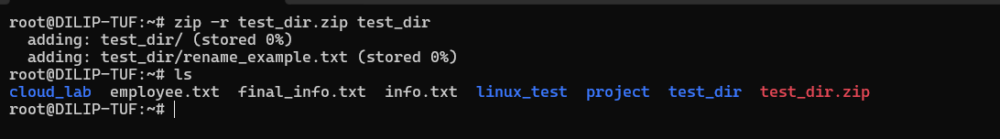 root@DILIP-TUF:~# zip -r test_dir.zip test_dir
  adding: test_dir/ (stored 0%)
  adding: test_dir/rename_example.txt (stored 0%)
root@DILIP-TUF:~# ls
cloud_lab  employee.txt  final_info.txt  info.txt  linux_test  project  test_dir  test_dir.zip
root@DILIP-TUF:~#